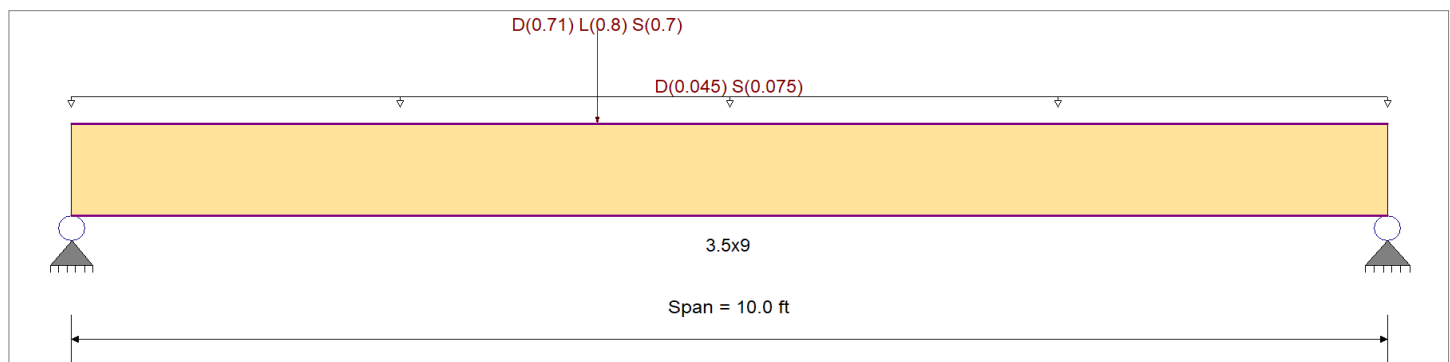 D(0.71) L(0.8) S(0.7)
D(0.045) S(0.075)
3.5x9
Span = 10.0 ft